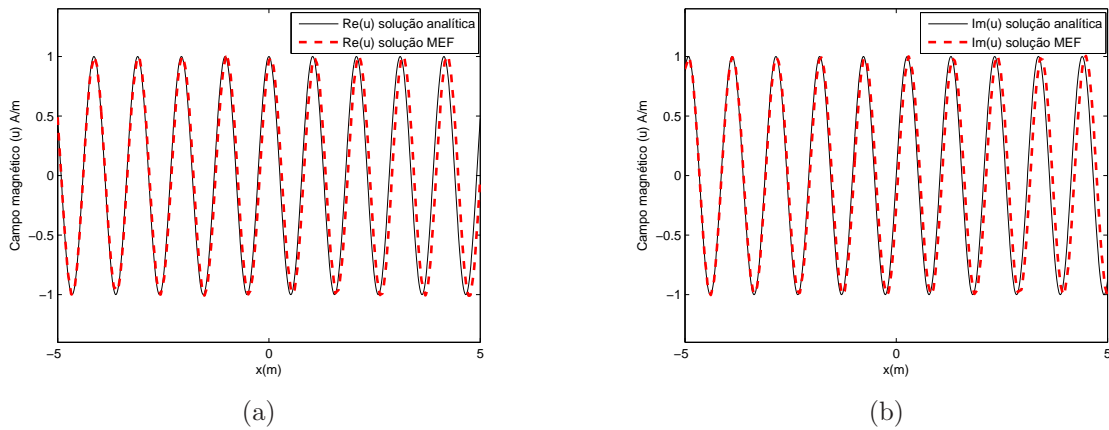 Re(u) solução analítica
Re(u) solução MEF
Campo magnético (u) A/m
1
0.5
0
−0.5
−1
−5
0
5
x(m)
(a)
Im(u) solução analítica
Im(u) solução MEF
Campo magnético (u) A/m
1
0.5
0
−0.5
−1
−5
0
5
x(m)
(b)